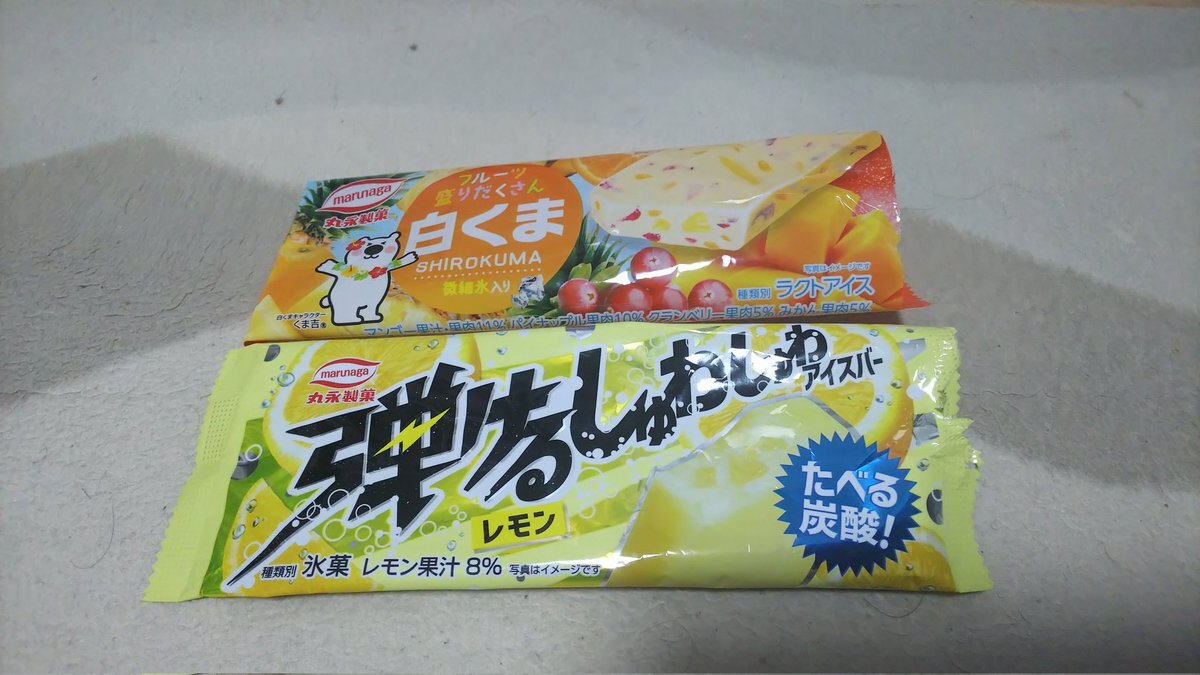 marunaga
丸永製菓
フルーツ
盛りだくさん
白くま
SHIROKUMA
微細氷入り
白くまキャラクター
くま吉®
写真はイメージです
種類別 ラクトアイス
マンゴー果汁・果肉11% パイナップル果肉10% クランベリー果肉5% みかん果肉5%
marunaga
丸永製菓
弾けるしゅわしゅわ
アイスバー
レモン
たべる
炭酸!
種類別 氷菓 レモン果汁8% 写真はイメージです